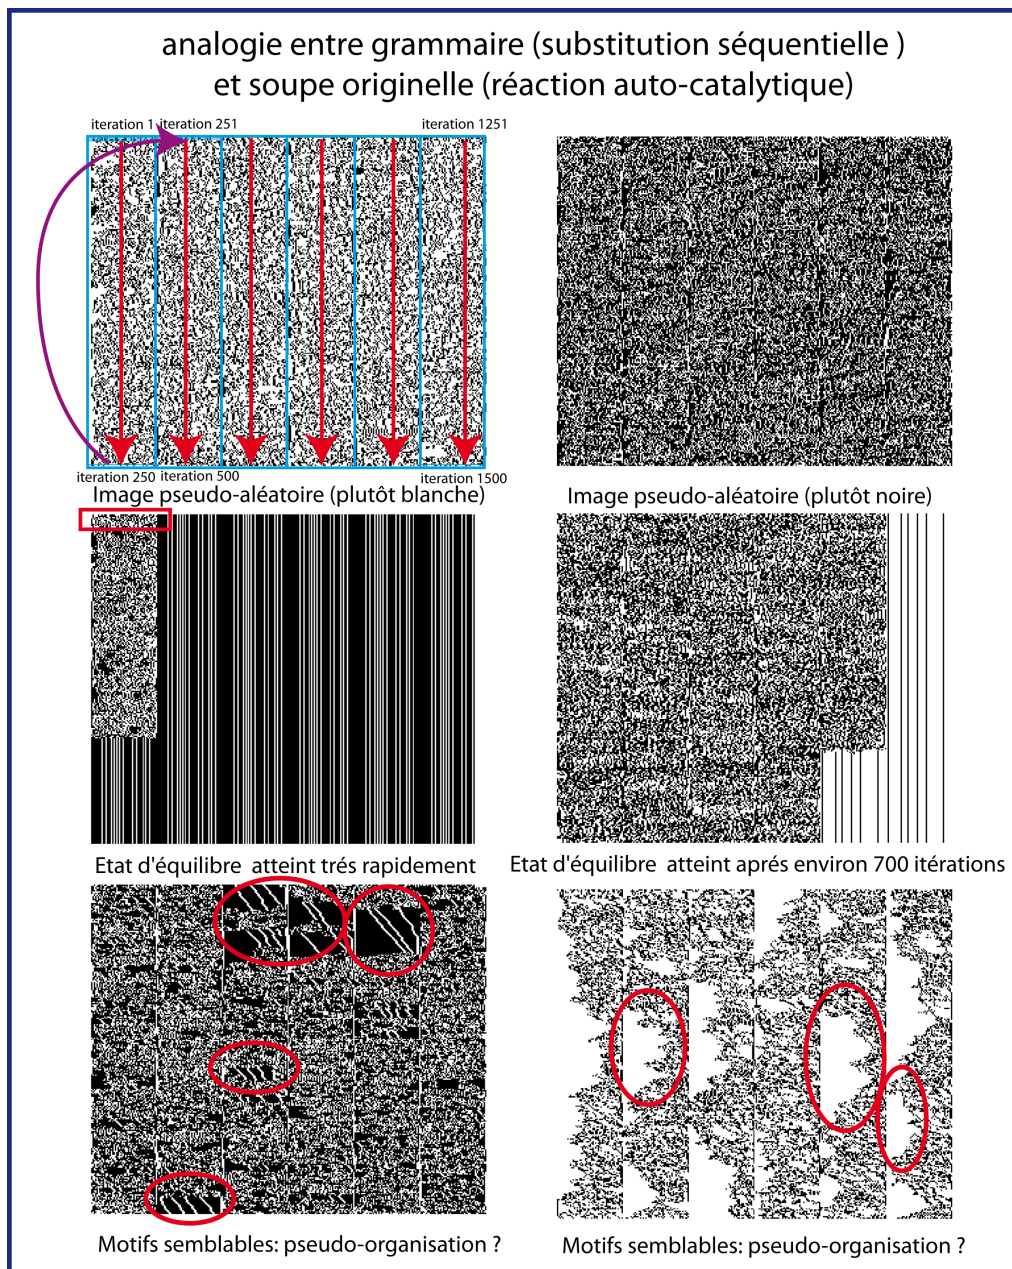 analogie entre grammaire (substitution séquentielle )
et soupe originelle (réaction auto-catalytique)
iteration 1 iteration 251 iteration 1251
iteration 250 iteration 500 iteration 1500
Image pseudo-aléatoire (plutôt blanche)
Image pseudo-aléatoire (plutôt noire)
Etat d'équilibre atteint trés rapidement
Etat d'équilibre atteint aprés environ 700 itérations
Motifs semblables: pseudo-organisation ?
Motifs semblables: pseudo-organisation ?